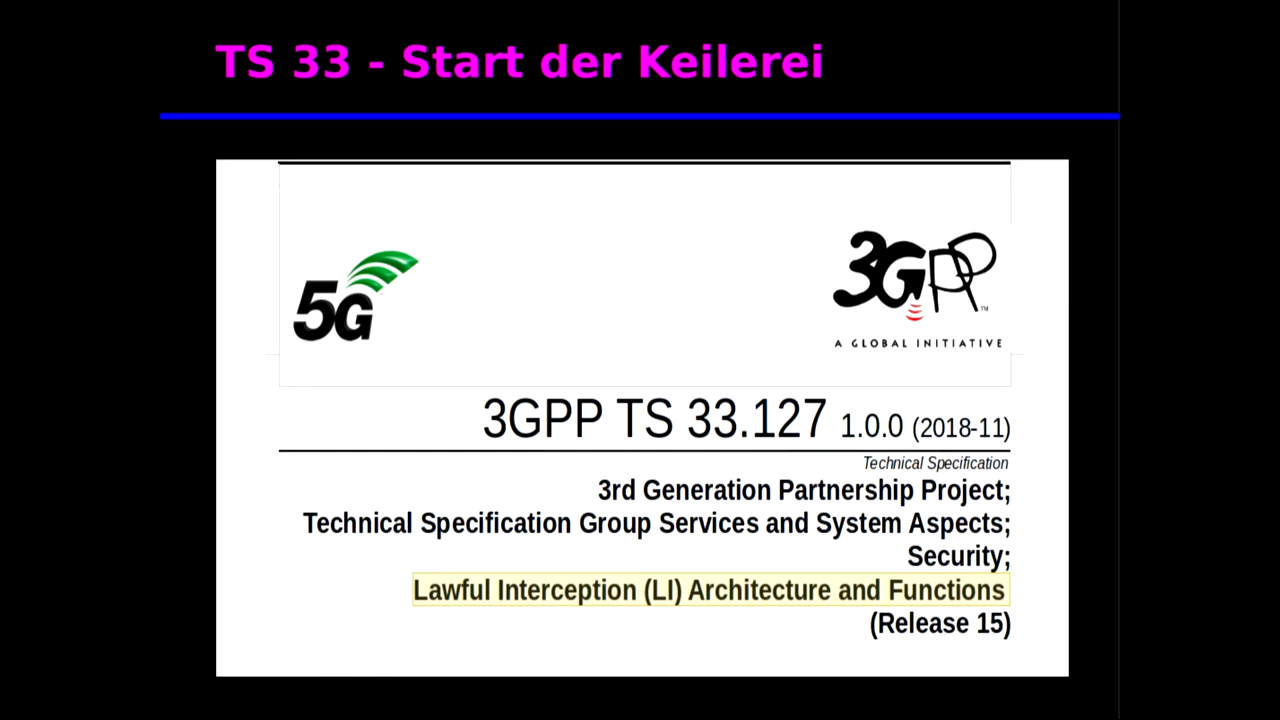 TS 33 - Start der Keilerei
5G
3GPP
TM
A GLOBAL INITIATIVE
3GPP TS 33.127 1.0.0 (2018-11)
Technical Specification
3rd Generation Partnership Project;
Technical Specification Group Services and System Aspects;
Security;
Lawful Interception (LI) Architecture and Functions
(Release 15)